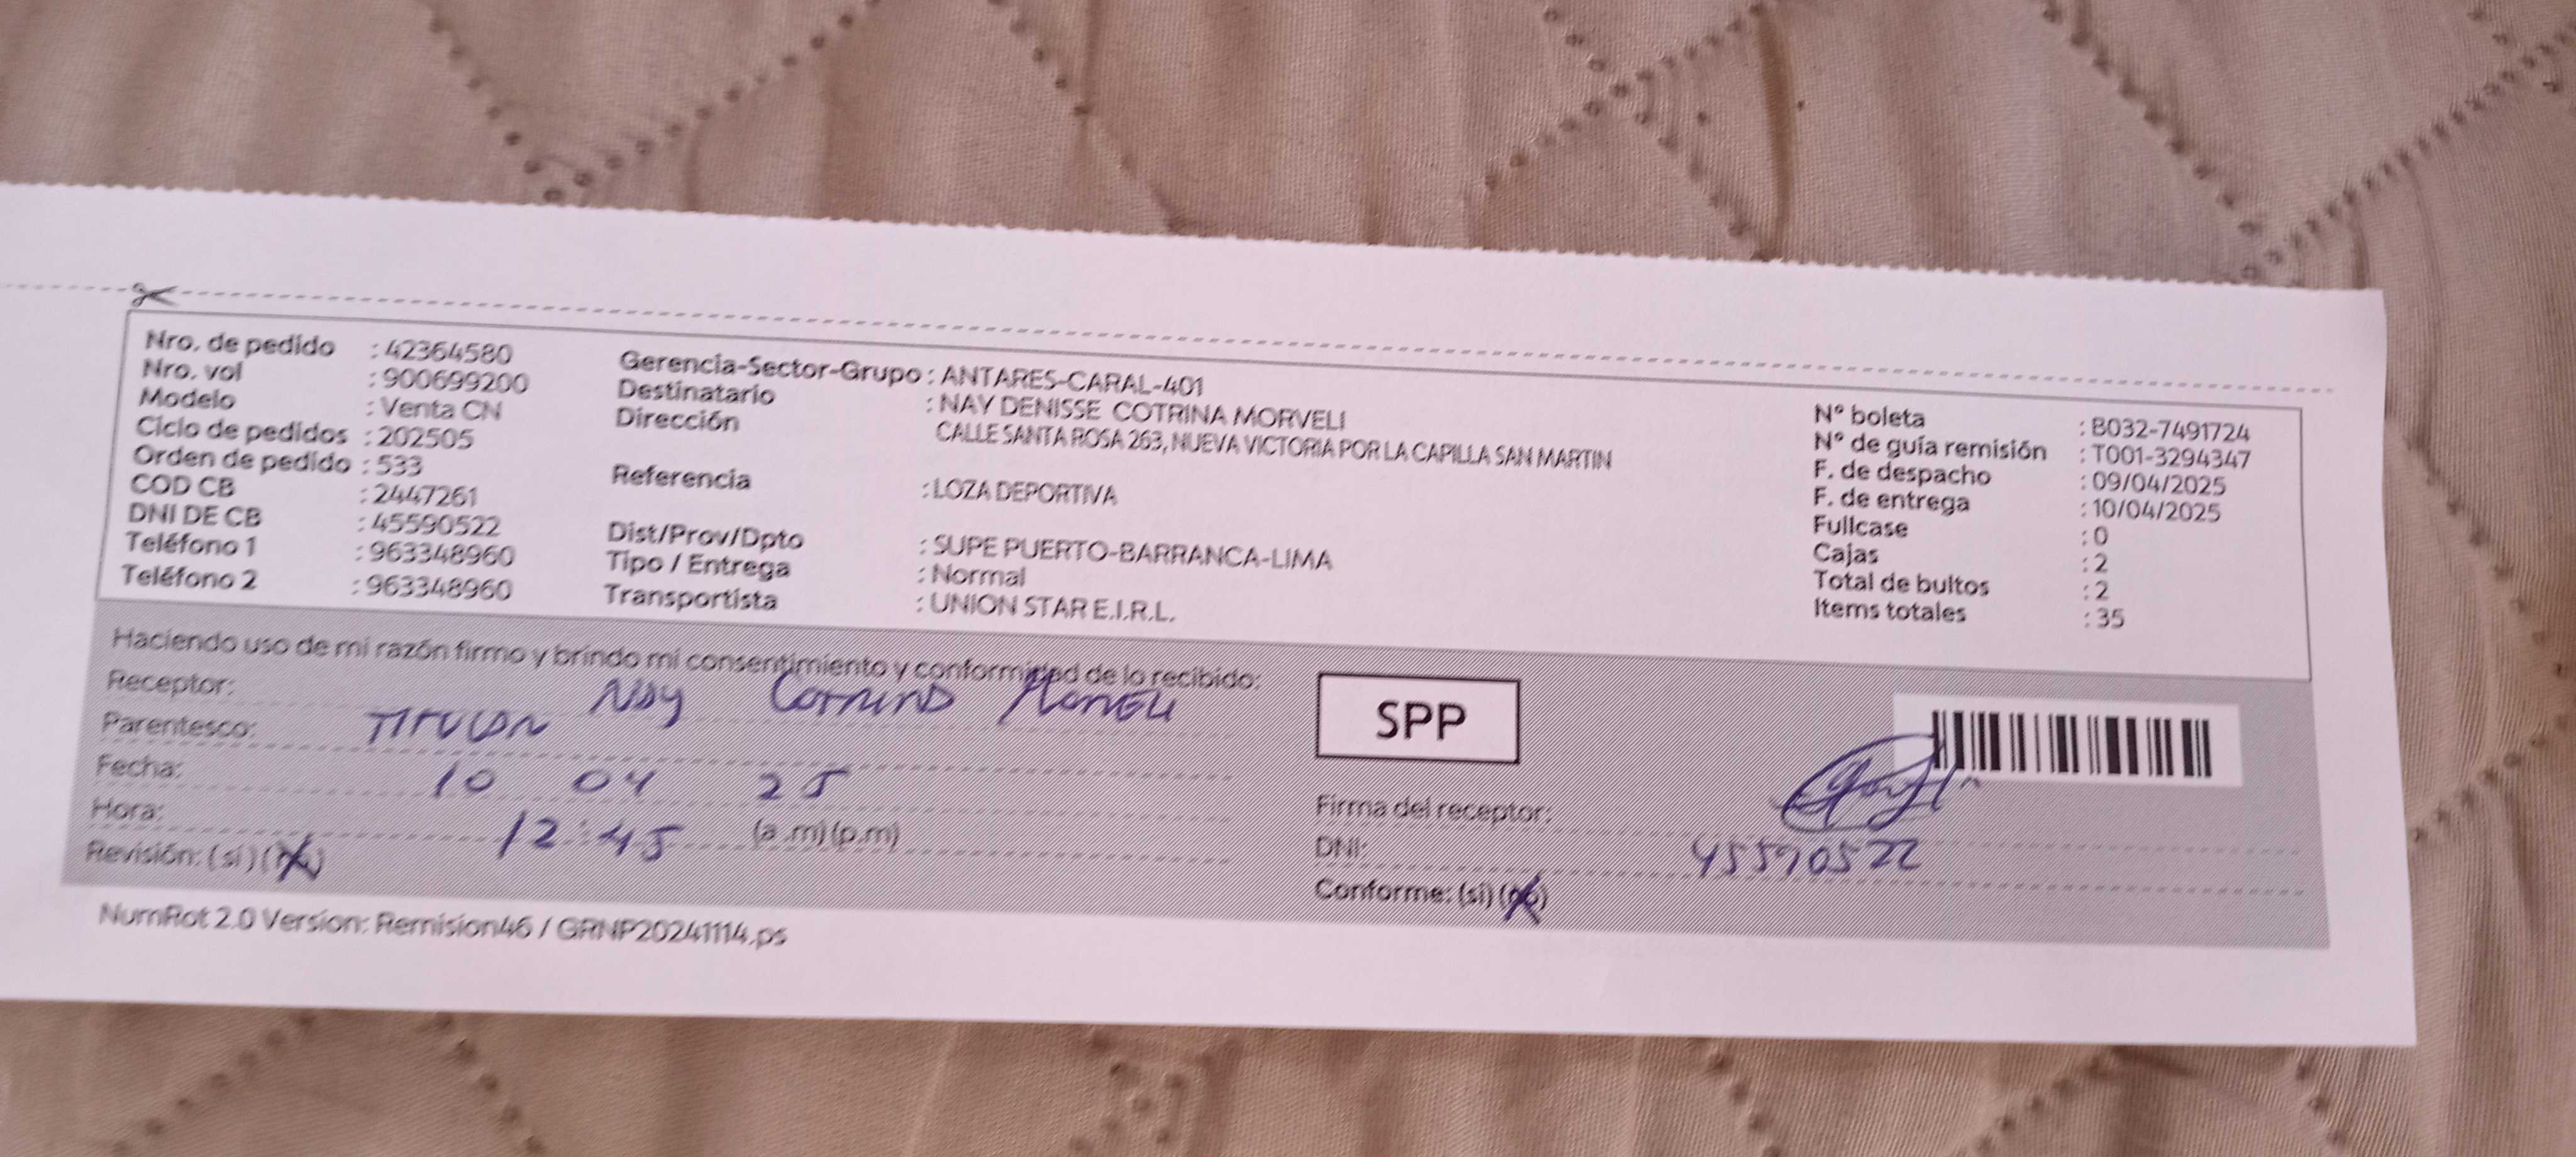 Nro. de pedido : 42364580
Nro. vol : 900699200
Modelo : Venta CN
Ciclo de pedidos : 202505
Orden de pedido : 533
COD CB : 2447261
DNI DE CB : 45590522
Teléfono 1 : 963348960
Teléfono 2 : 963348960
Gerencia-Sector-Grupo : ANTARES-CARAL-401
Destinatario : NAY DENISSE COTRINA MORVELI
Dirección CALLE SANTA ROSA 263, NUEVA VICTORIA POR LA CAPILLA SAN MARTIN
Referencia : LOZA DEPORTIVA
Dist/Prov/Dpto : SUPE PUERTO-BARRANCA-LIMA
Tipo / Entrega : Normal
Transportista : UNION STAR E.I.R.L.
N° boleta : B032-7491724
N° de guía remisión : T001-3294347
F. de despacho : 09/04/2025
F. de entrega : 10/04/2025
Fullcase : 0
Cajas : 2
Total de bultos : 2
Items totales : 35
Haciendo uso de mi razón firmo y brindo mi consentimiento y conformidad de lo recibido:
Receptor: Nay Cotrina Morveli
Parentesco: TITULAR
Fecha: 10 04 25
Hora: 12:45 (a .m) (p.m)
Revisión: (si) (no)
SPP
Firma del receptor:
DNI: 45590522
Conforme: (si) (no)
NumRot 2.0 Version: Remision46 / GRNP20241114.ps